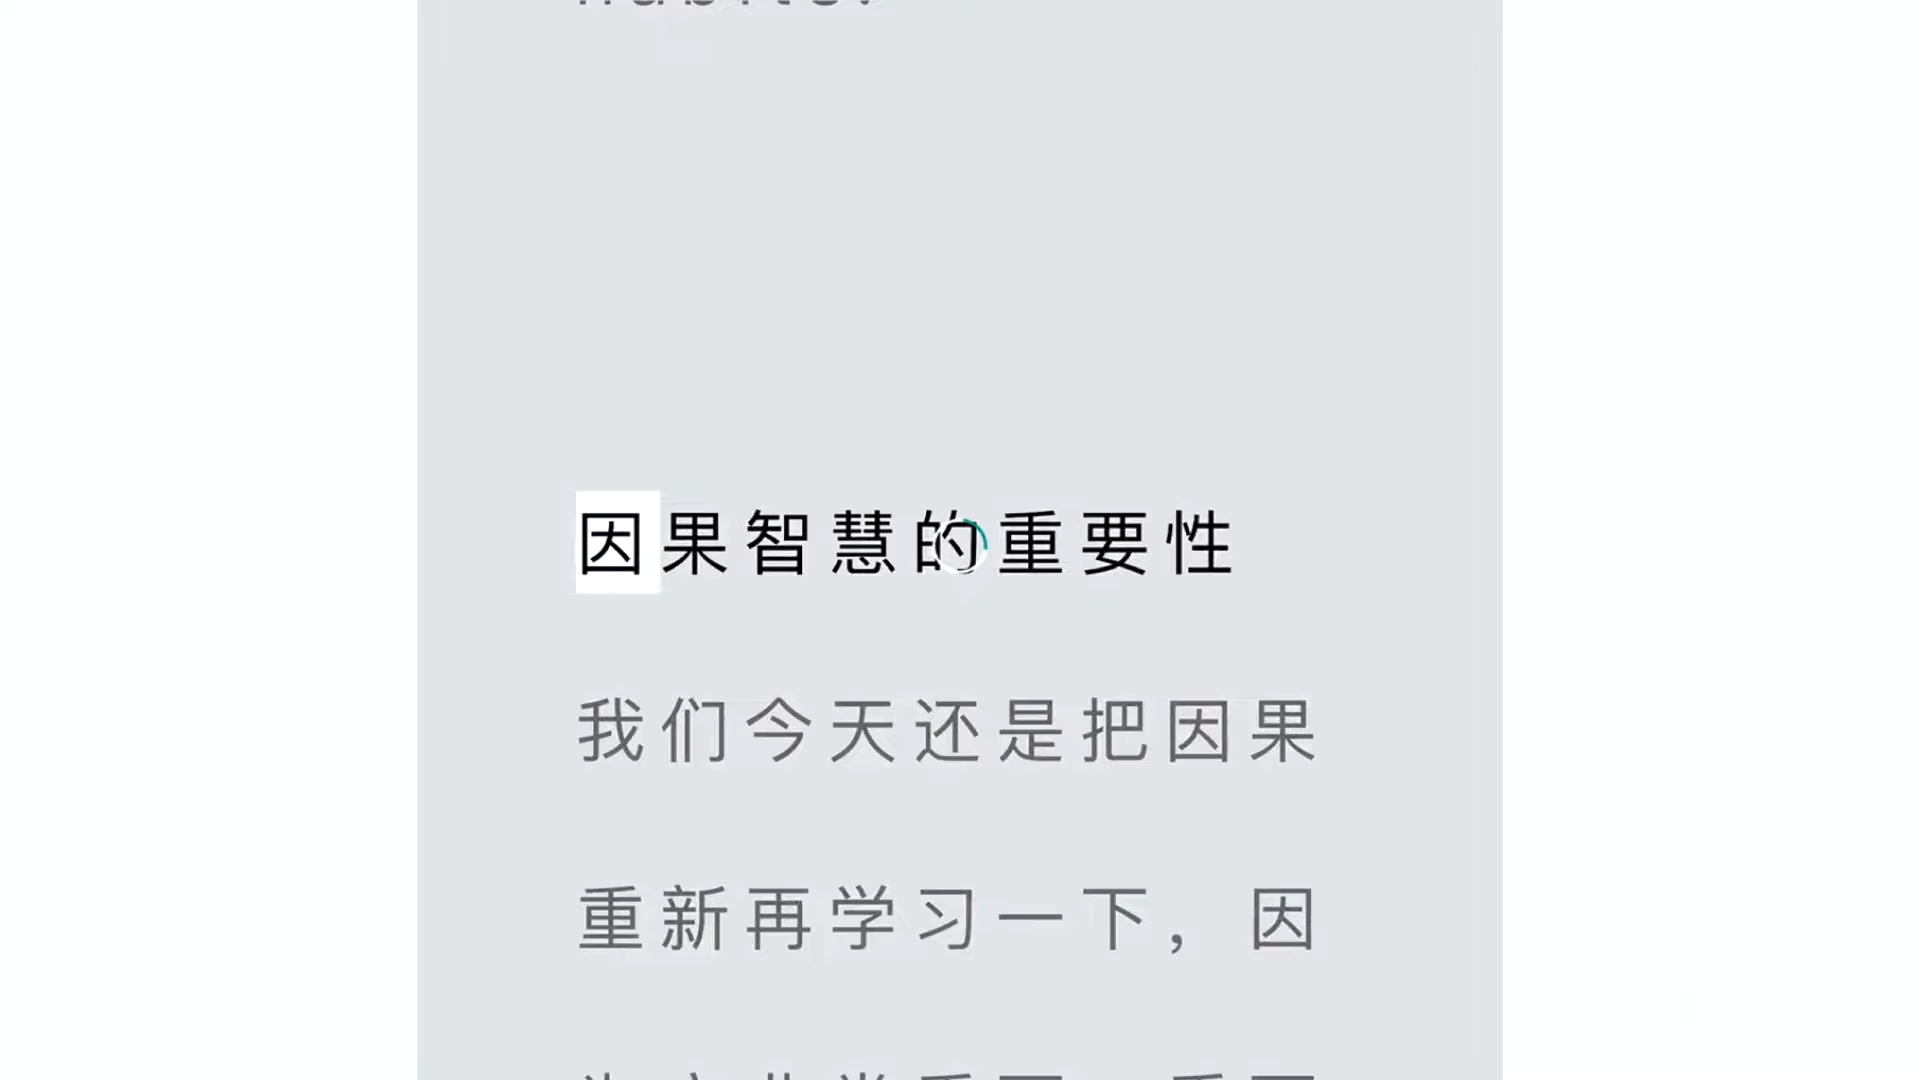 因果智慧的重要性
我们今天还是把因果
重新再学习一下，因